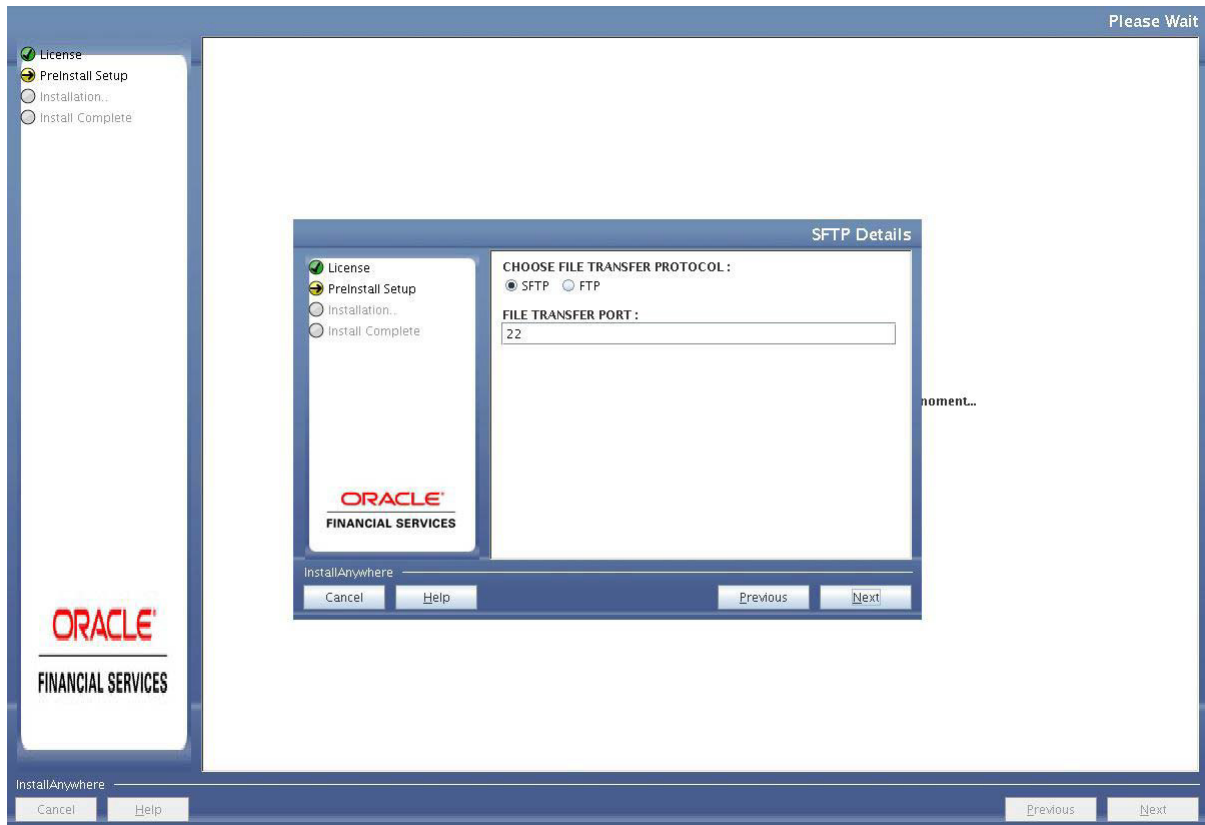 Please Wait
License
PreInstall Setup
Installation..
Install Complete
SFTP Details
License
PreInstall Setup
Installation..
Install Complete
CHOOSE FILE TRANSFER PROTOCOL :
SFTP FTP
FILE TRANSFER PORT :
22
ORACLE
FINANCIAL SERVICES
InstallAnywhere
Cancel Help Previous Next
noment...
ORACLE
FINANCIAL SERVICES
InstallAnywhere
Cancel Help Previous Next